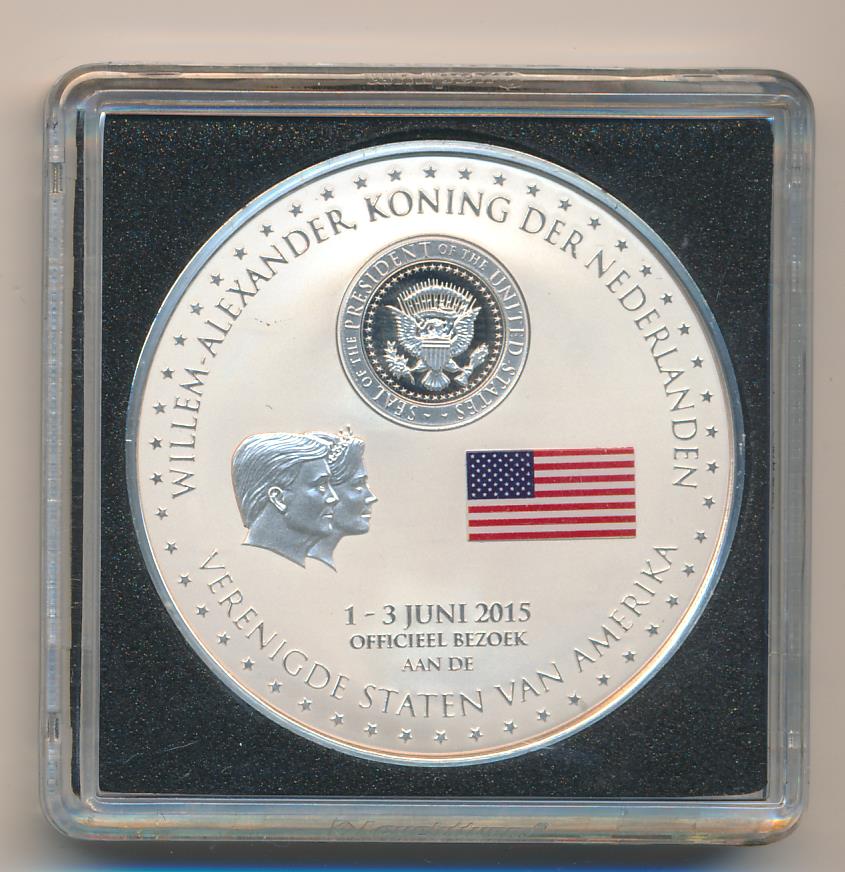 WILLEM-ALEXANDER, KONING DER NEDERLANDEN
SEAL OF THE PRESIDENT OF THE UNITED STATES
1 - 3 JUNI 2015
OFFICIEEL BEZOEK
AAN DE
VERENIGDE STATEN VAN AMERIKA